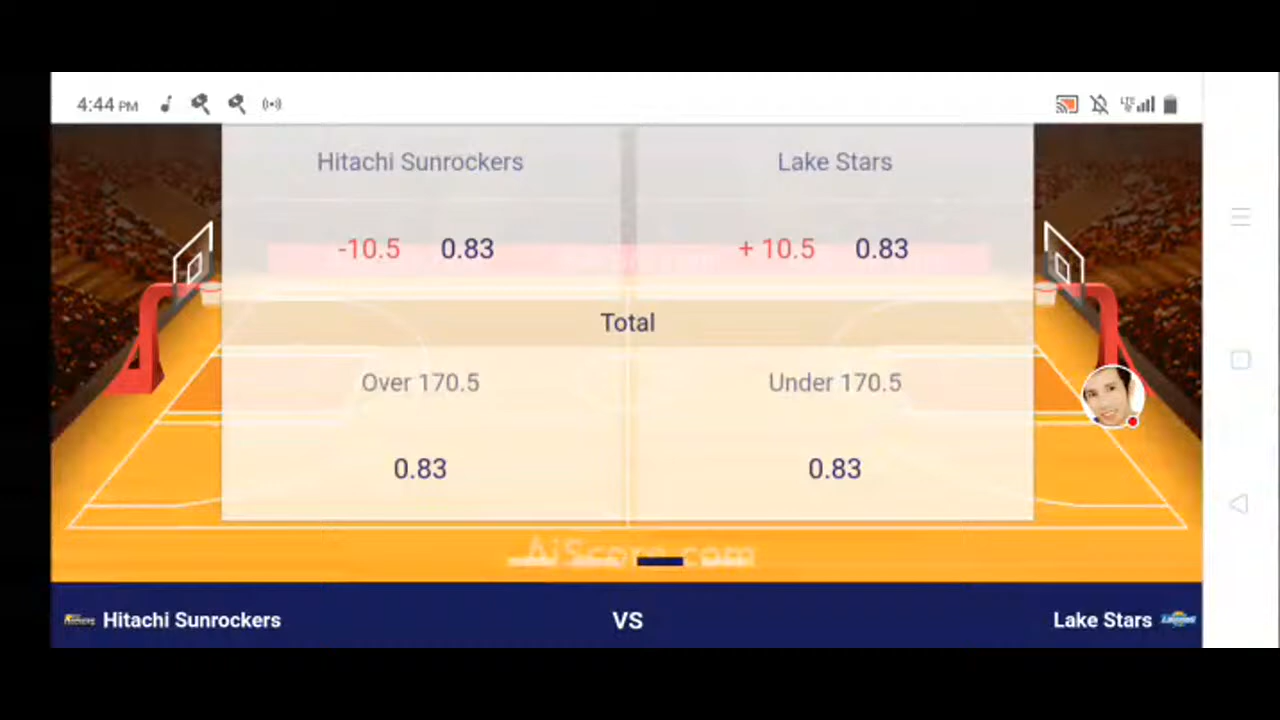 4:44 PM
LTE
Hitachi Sunrockers Lake Stars
-10.5 0.83 + 10.5 0.83
Total
Over 170.5 Under 170.5
0.83 0.83
AiScore.com
Hitachi Sunrockers VS Lake Stars